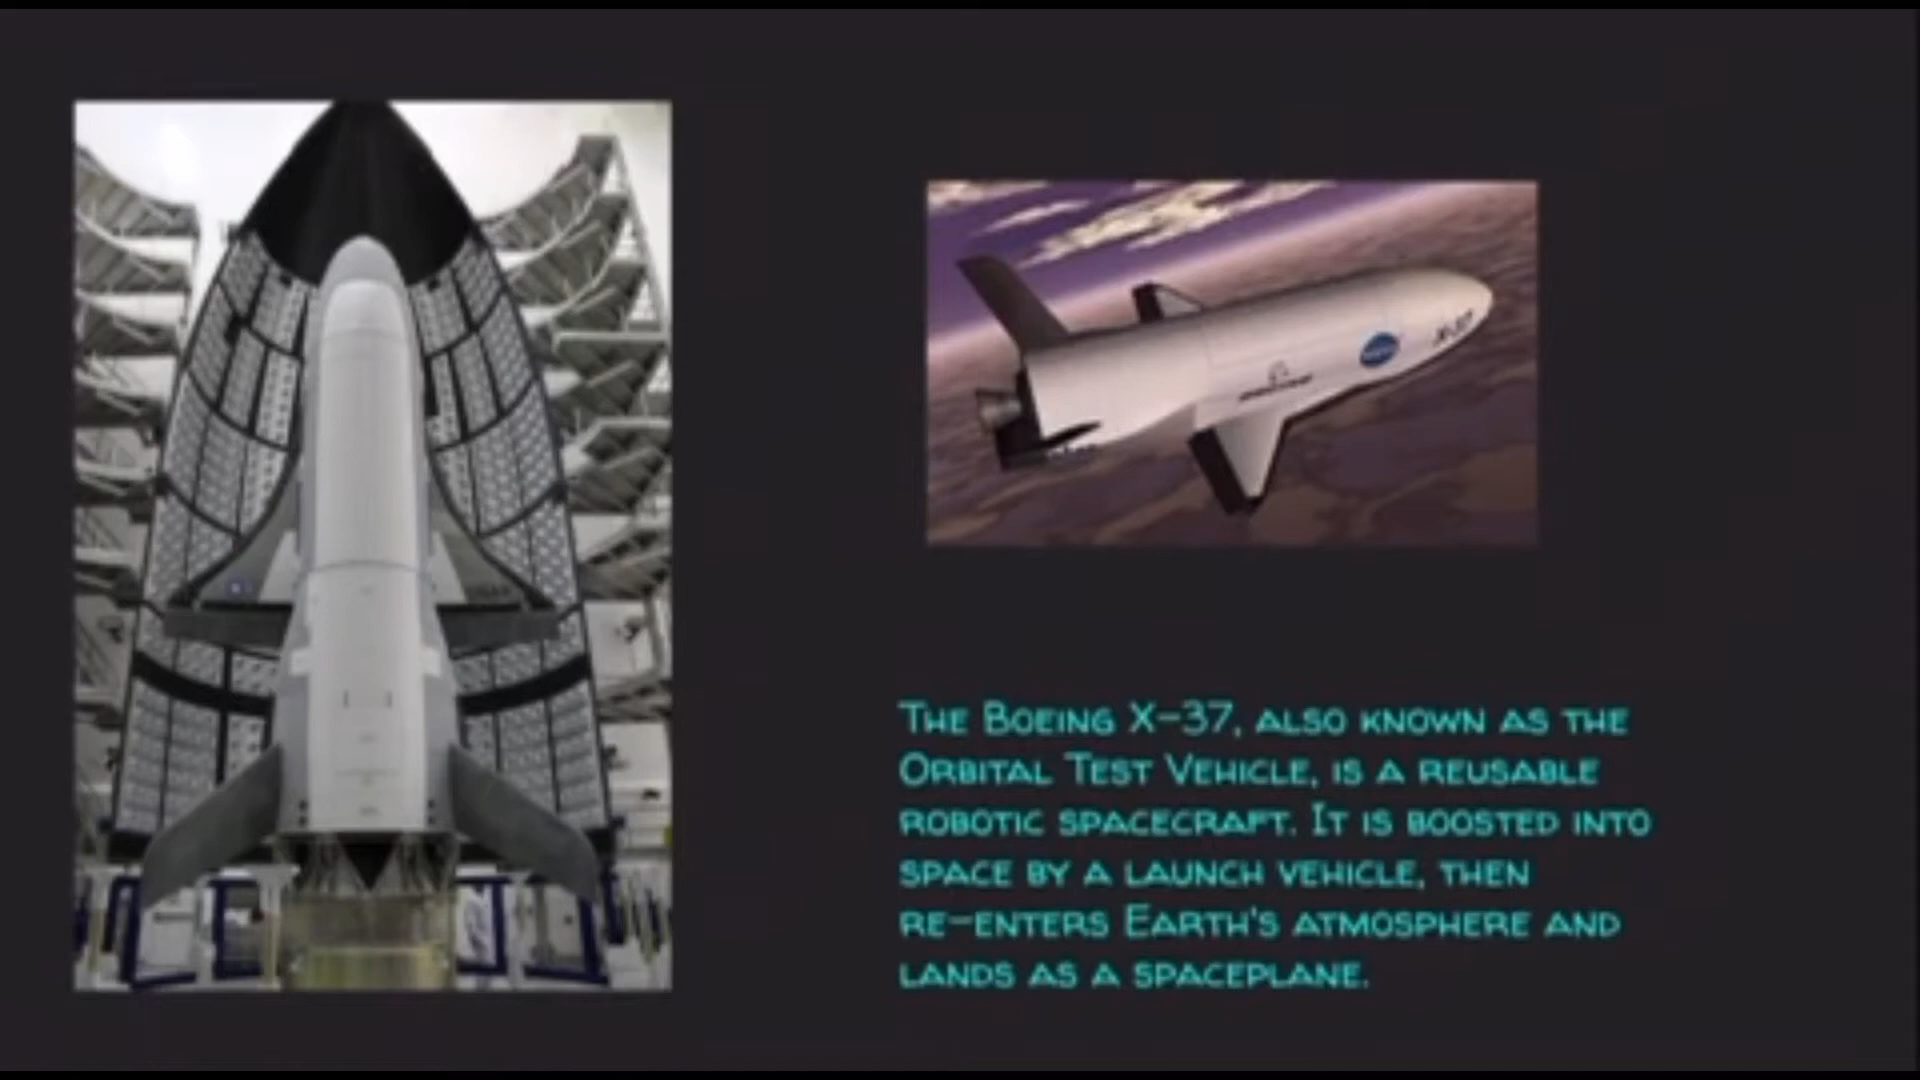 The Boeing X-37, also known as the
Orbital Test Vehicle, is a reusable
robotic spacecraft. It is boosted into
space by a launch vehicle, then
re-enters Earth's atmosphere and
lands as a spaceplane.